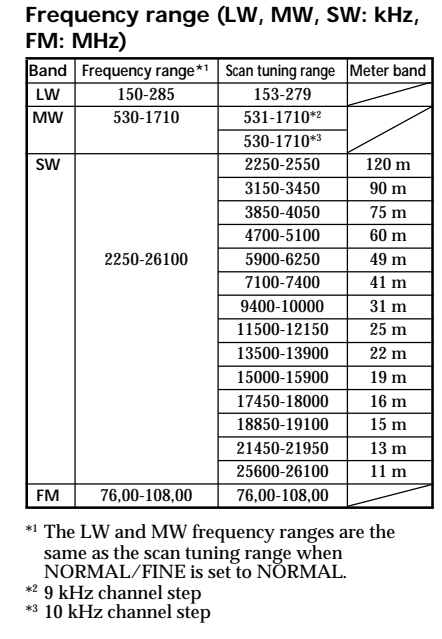 Frequency range (LW, MW, SW: kHz,
FM: MHz)
Band Frequency range*1 Scan tuning range Meter band
LW 150-285 153-279
MW 530-1710 531-1710*2
530-1710*3
SW 2250-2550 120 m
3150-3450 90 m
3850-4050 75 m
4700-5100 60 m
2250-26100 5900-6250 49 m
7100-7400 41 m
9400-10000 31 m
11500-12150 25 m
13500-13900 22 m
15000-15900 19 m
17450-18000 16 m
18850-19100 15 m
21450-21950 13 m
25600-26100 11 m
FM 76,00-108,00 76,00-108,00
*1 The LW and MW frequency ranges are the
same as the scan tuning range when
NORMAL/FINE is set to NORMAL.
*2 9 kHz channel step
*3 10 kHz channel step